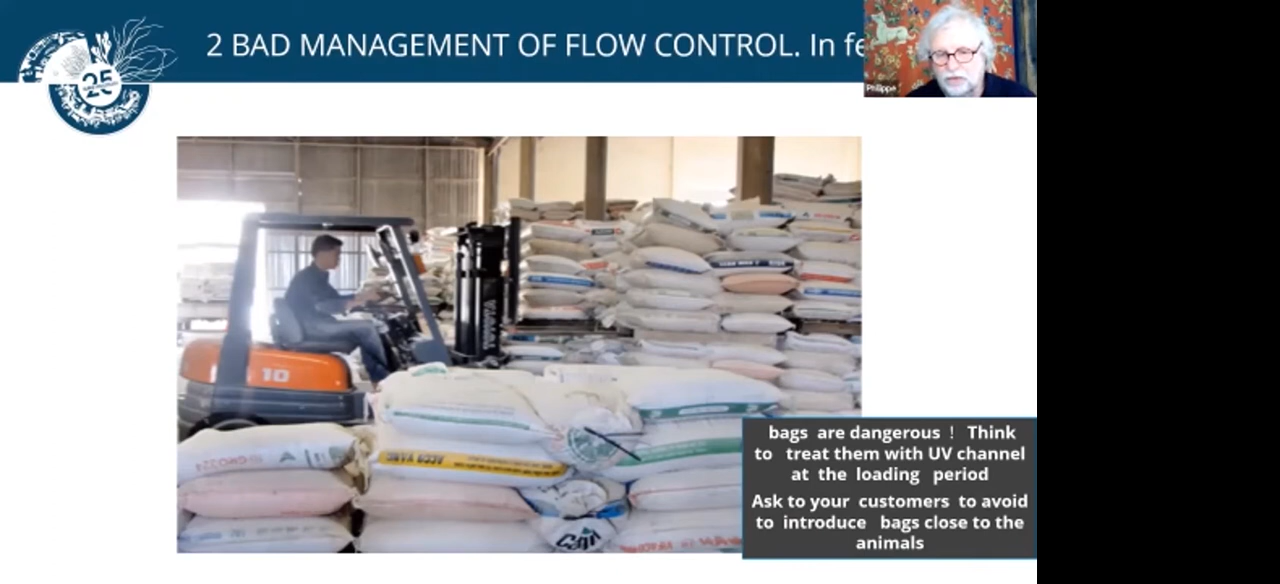 2 BAD MANAGEMENT OF FLOW CONTROL. In fe
25
Philippe
10
bags are dangerous ! Think
to treat them with UV channel
at the loading period
Ask to your customers to avoid
to introduce bags close to the
animals